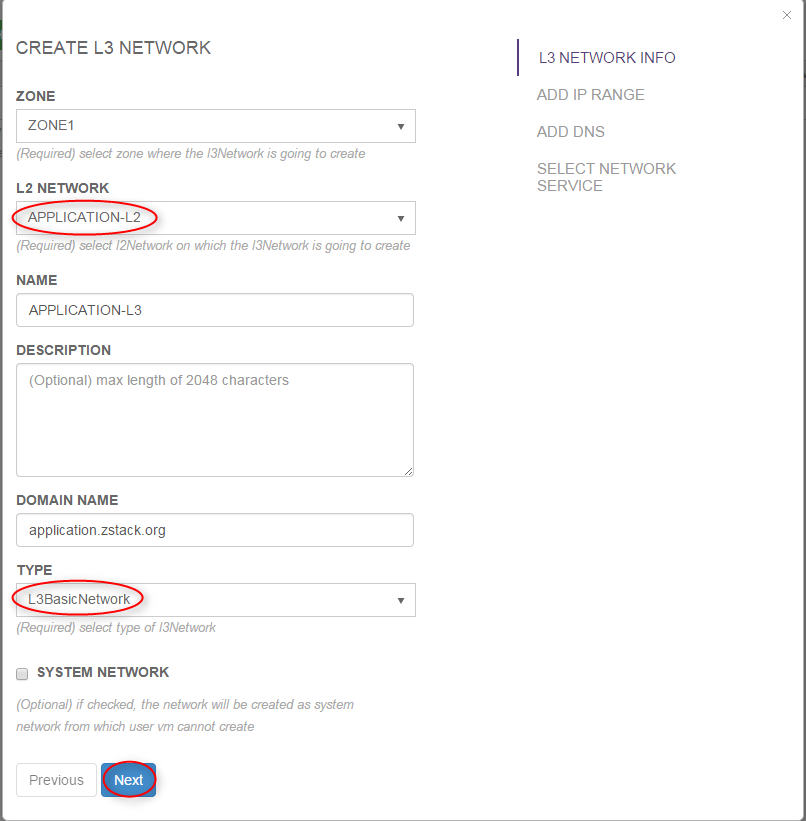 CREATE L3 NETWORK
ZONE
ZONE1
(Required) select zone where the l3Network is going to create
L2 NETWORK
APPLICATION-L2
(Required) select l2Network on which the l3Network is going to create
NAME
APPLICATION-L3
DESCRIPTION
(Optional) max length of 2048 characters
DOMAIN NAME
application.zstack.org
TYPE
L3BasicNetwork
(Required) select type of l3Network
SYSTEM NETWORK
(Optional) if checked, the network will be created as system
network from which user vm cannot create
Previous
Next
L3 NETWORK INFO
ADD IP RANGE
ADD DNS
SELECT NETWORK
SERVICE